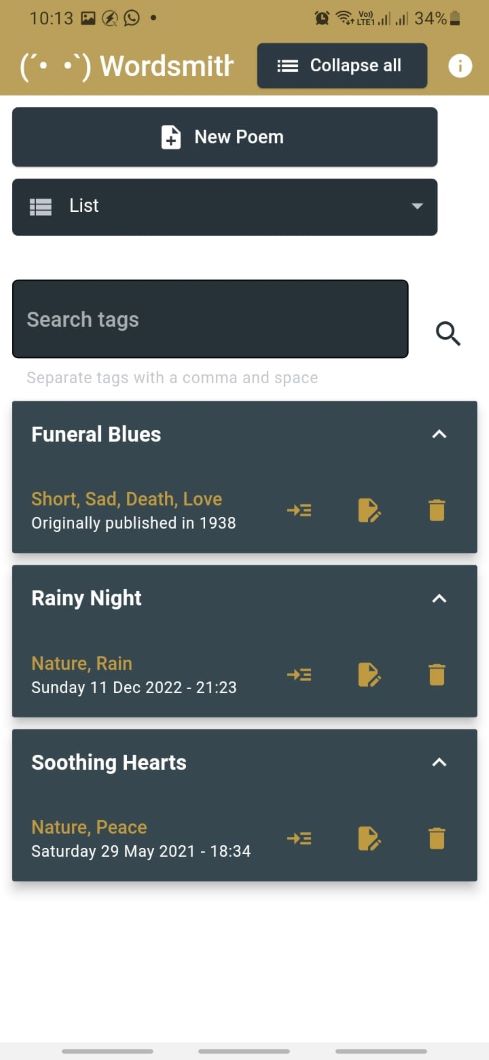 10:13 34%
Vo)) LTE1
(´• •`) Wordsmith
Collapse all
New Poem
List
Search tags
Separate tags with a comma and space
Funeral Blues
Short, Sad, Death, Love
Originally published in 1938
Rainy Night
Nature, Rain
Sunday 11 Dec 2022 - 21:23
Soothing Hearts
Nature, Peace
Saturday 29 May 2021 - 18:34